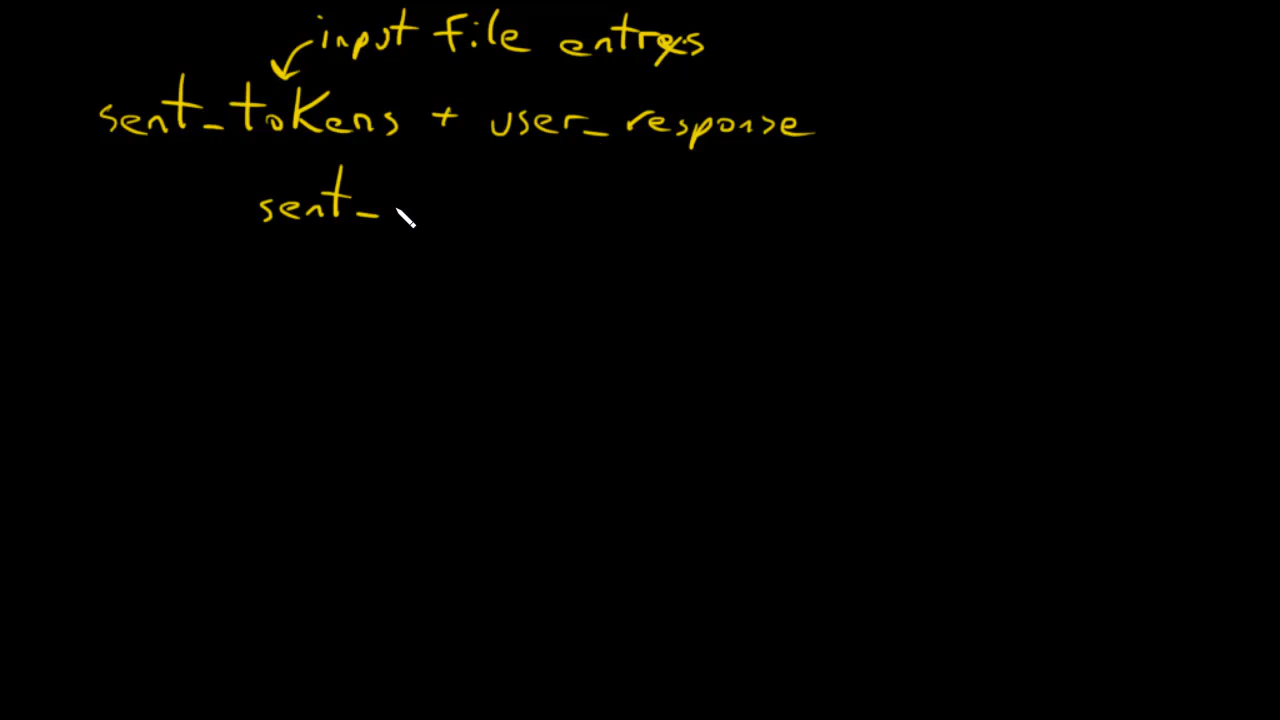 input file entrys
sent_tokens + user_response
sent_